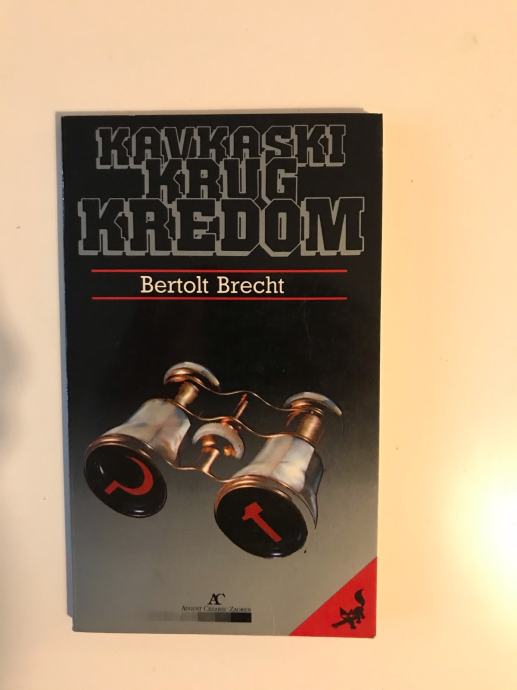 KAVKASKI
KRUG
KREDOM
Bertolt Brecht
AC
AUGUST CESAREC ZAGREB